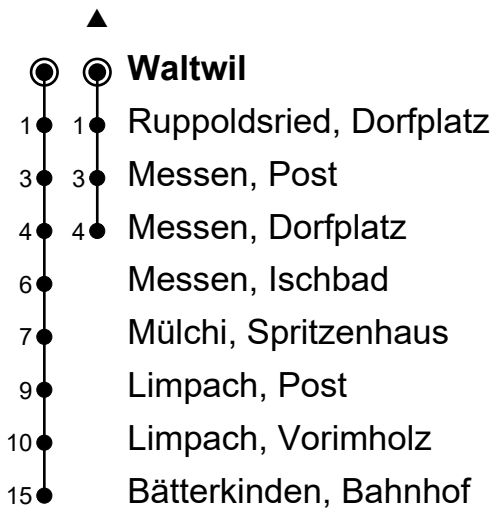 ▲
Waltwil
1 1 Ruppoldsried, Dorfplatz
3 3 Messen, Post
4 4 Messen, Dorfplatz
6 Messen, Ischbad
7 Mülchi, Spritzenhaus
9 Limpach, Post
10 Limpach, Vorimholz
15 Bätterkinden, Bahnhof